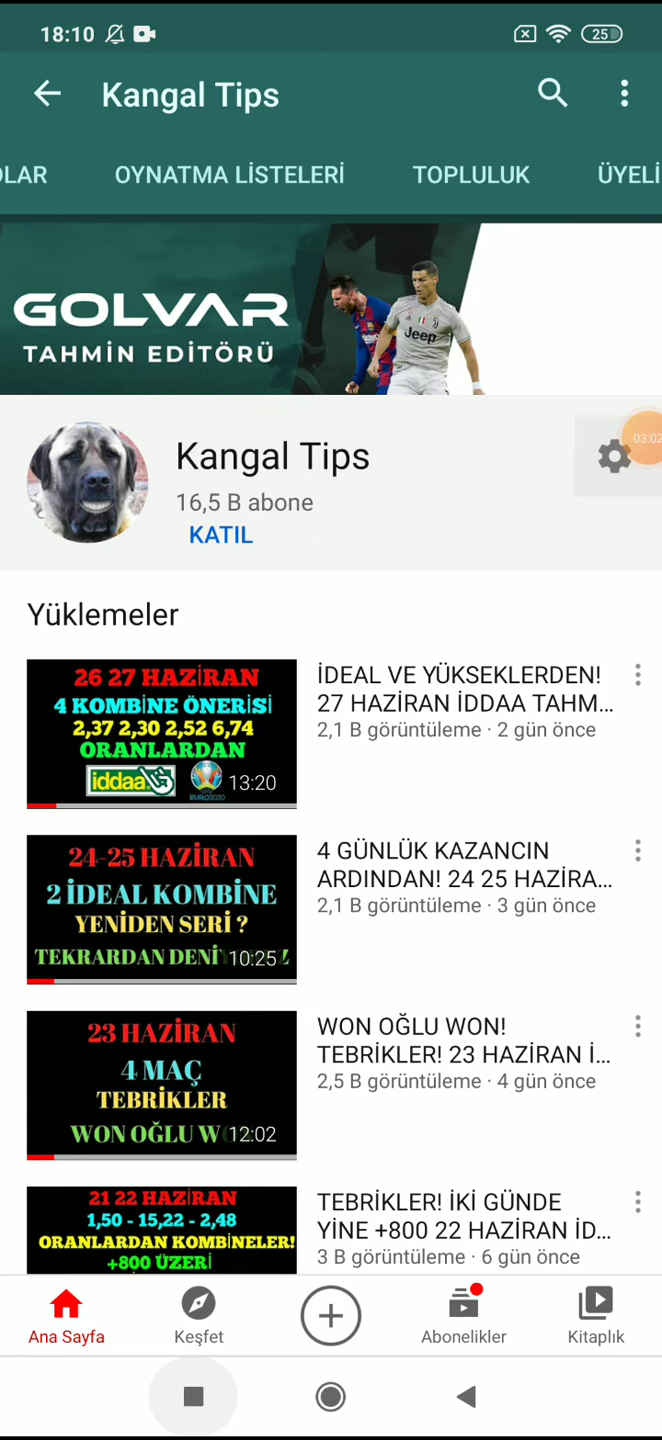 18:10
25
Kangal Tips
OLAR
OYNATMA LİSTELERİ
TOPLULUK
ÜYELİ
GOLVAR
TAHMİN EDİTÖRÜ
Jeep
Kangal Tips
16,5 B abone
KATIL
03:02
Yüklemeler
26 27 HAZİRAN
4 KOMBİNE ÖNERİSİ
2,37 2,30 2,52 6,74
ORANLARDAN
iddaa
EURO2020
13:20
İDEAL VE YÜKSEKLERDEN!
27 HAZİRAN İDDAA TAHM...
2,1 B görüntüleme · 2 gün önce
24-25 HAZİRAN
2 İDEAL KOMBİNE
YENİDEN SERİ ?
TEKRARDAN
10:25
4 GÜNLÜK KAZANCIN
ARDINDAN! 24 25 HAZİRA...
2,1 B görüntüleme · 3 gün önce
23 HAZİRAN
4 MAÇ
TEBRİKLER
WON OĞLU W
12:02
WON OĞLU WON!
TEBRİKLER! 23 HAZİRAN İ...
2,5 B görüntüleme · 4 gün önce
21 22 HAZİRAN
1,50 - 15,22 - 2,48
ORANLARDAN KOMBİNELER!
+800 ÜZERİ
TEBRİKLER! İKİ GÜNDE
YİNE +800 22 HAZİRAN İD...
3 B görüntüleme · 6 gün önce
Ana Sayfa
Keşfet
Abonelikler
Kitaplık